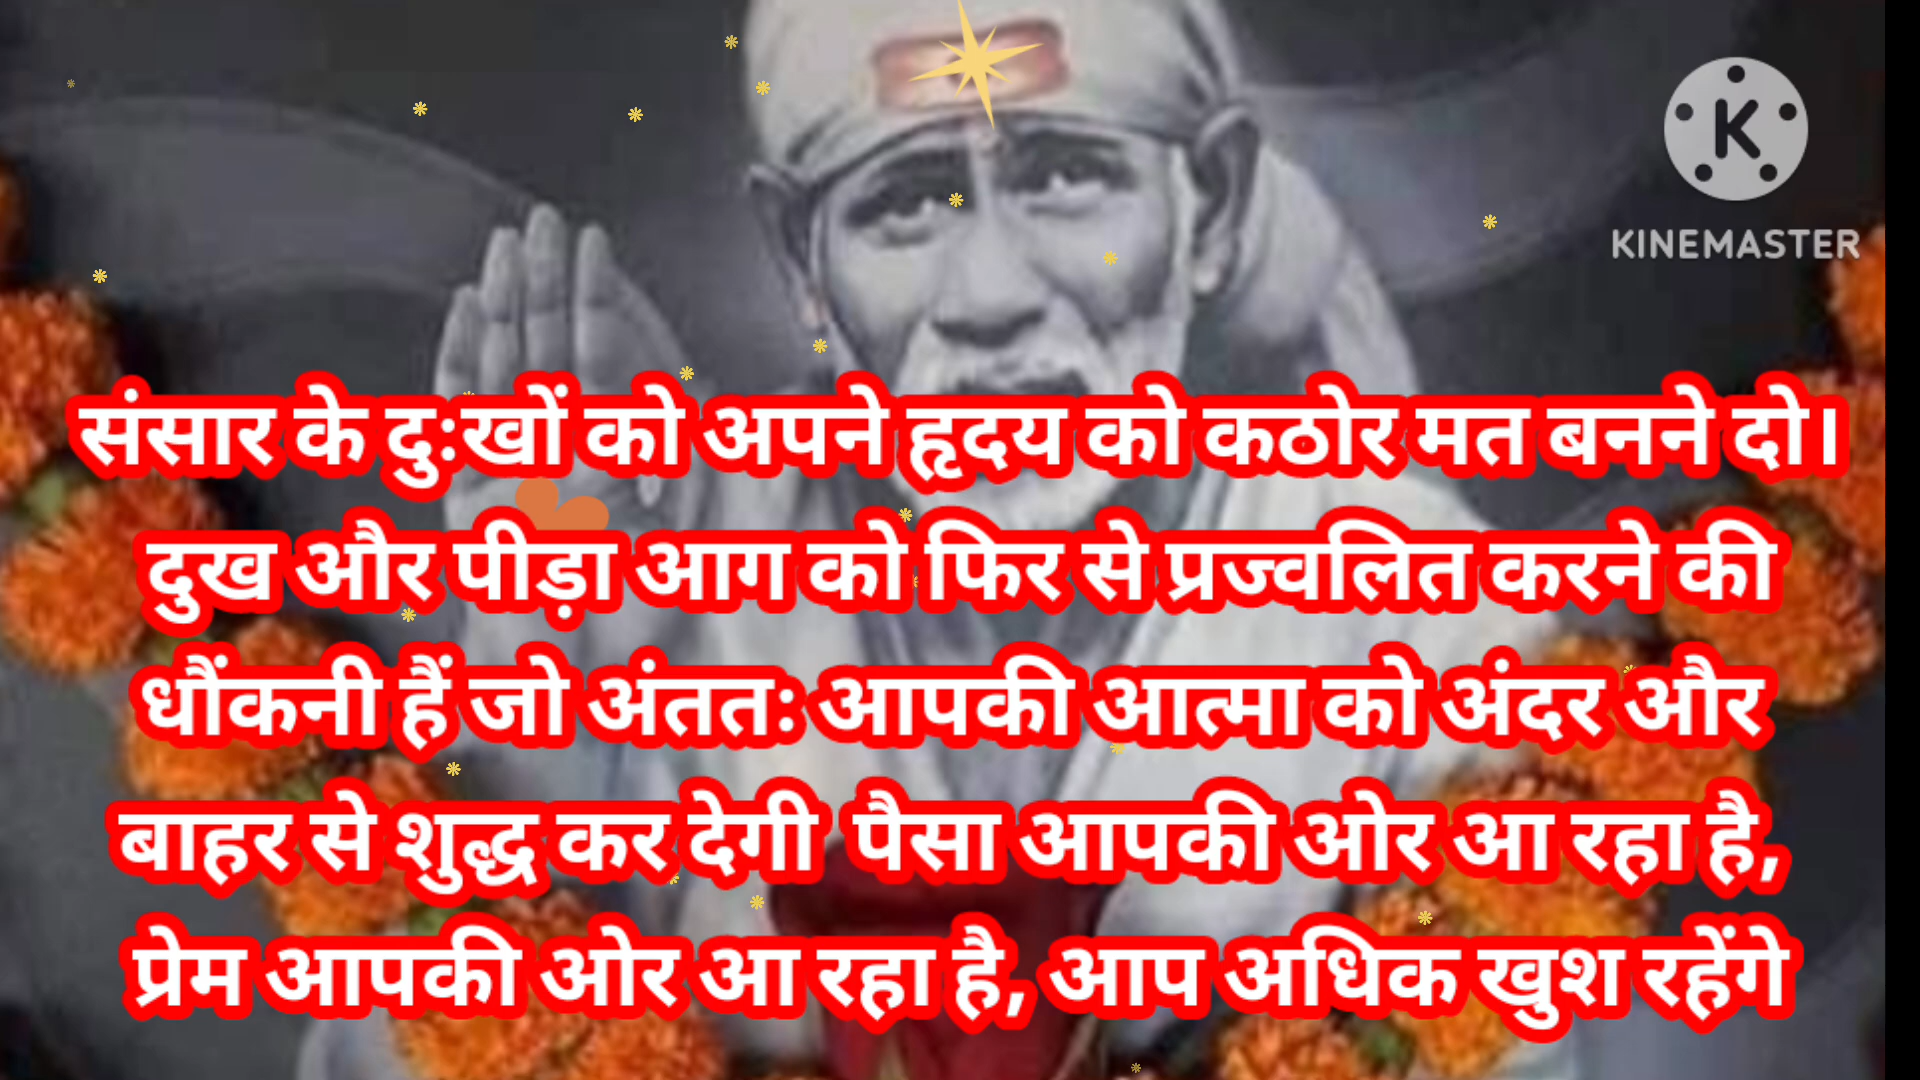 KINEMASTER
संसार के दुःखों को अपने हृदय को कठोर मत बनने दो।
दुख और पीड़ा आग को फिर से प्रज्वलित करने की
धौंकनी हैं जो अंततः आपकी आत्मा को अंदर और
बाहर से शुद्ध कर देगी पैसा आपकी ओर आ रहा है,
प्रेम आपकी ओर आ रहा है, आप अधिक खुश रहेंगे